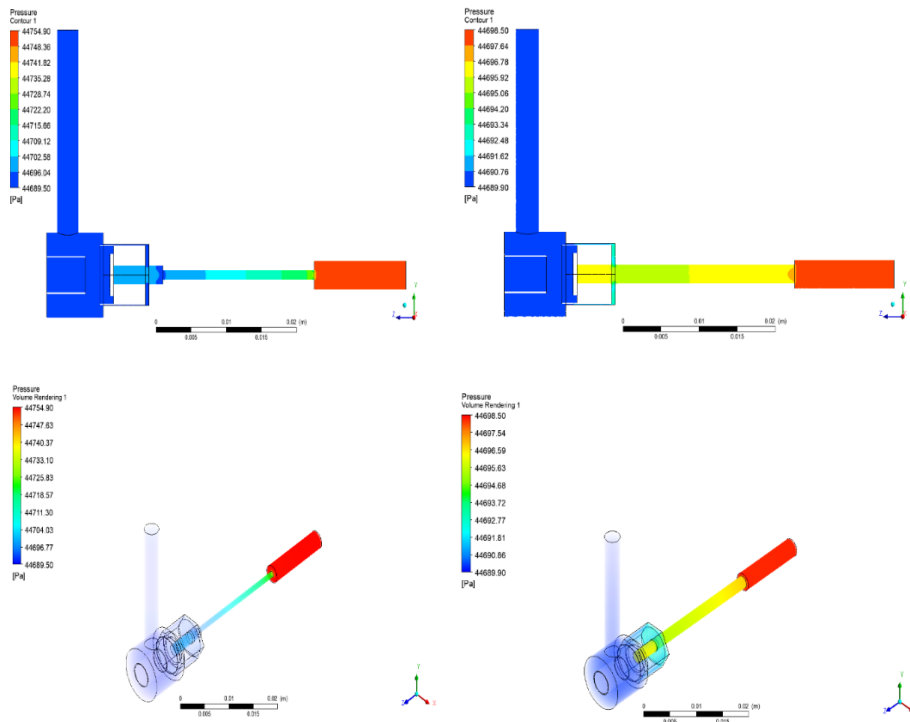 Pressure
Contour 1
44754.90
44748.36
44741.82
44735.28
44728.74
44722.20
44715.66
44709.12
44702.58
44696.04
44689.50
[Pa]
0 0.01 0.02 (m)
0.005 0.015
Y
Z
X
Pressure
Contour 1
44698.50
44697.64
44696.78
44695.92
44695.06
44694.20
44693.34
44692.48
44691.62
44690.76
44689.90
[Pa]
0 0.01 0.02 (m)
0.005 0.015
Y
Z
X
Pressure
Volume Rendering 1
44754.90
44747.63
44740.37
44733.10
44725.83
44718.57
44711.30
44704.03
44696.77
44689.50
[Pa]
0 0.01 0.02 (m)
0.005 0.015
Y
Z
X
Pressure
Volume Rendering 1
44698.50
44697.54
44696.59
44695.63
44694.68
44693.72
44692.77
44691.81
44690.86
44689.90
[Pa]
0 0.01 0.02 (m)
0.005 0.015
Y
Z